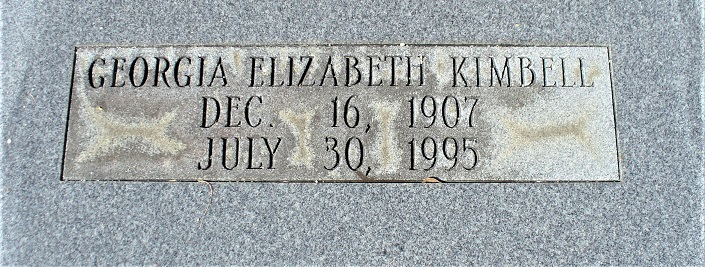 GEORGIA ELIZABETH KIMBELL
DEC. 16, 1907
JULY 30, 1995